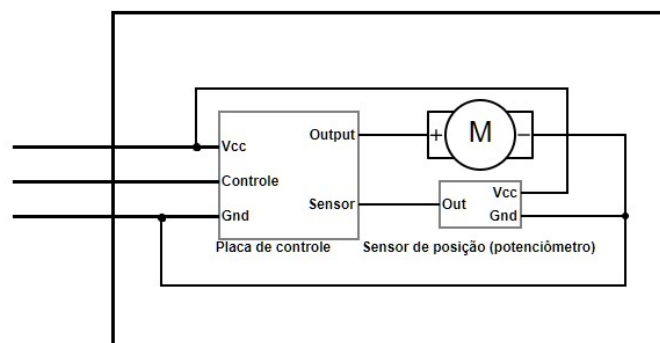 Vcc
Output
+
M
−
Controle
Vcc
Sensor
Out
Gnd
Gnd
Placa de controle
Sensor de posição (potenciômetro)